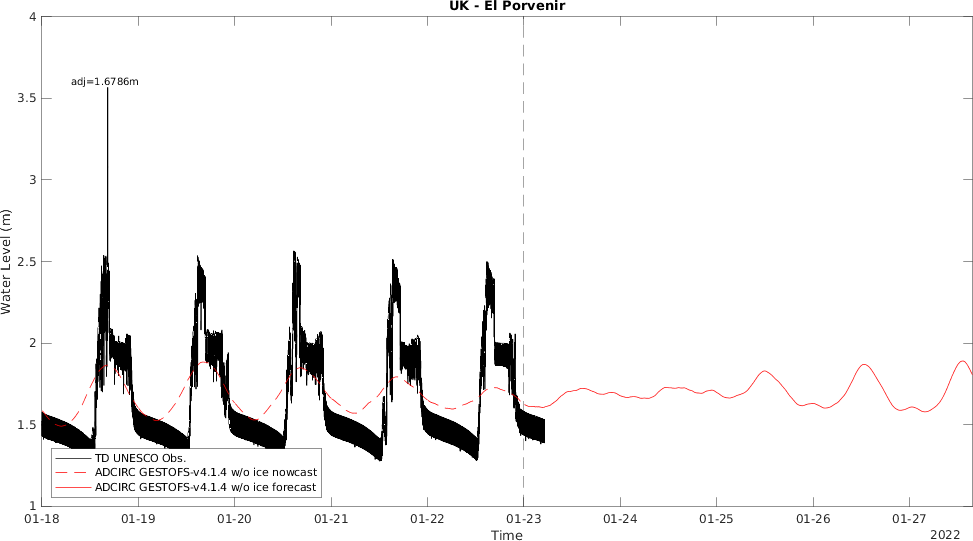 UK - El Porvenir
4
3.5
3
2.5
2
1.5
1
Water Level (m)
adj=1.6786m
TD UNESCO Obs.
ADCIRC GESTOFS-v4.1.4 w/o ice nowcast
ADCIRC GESTOFS-v4.1.4 w/o ice forecast
01-18 01-19 01-20 01-21 01-22 01-23 01-24 01-25 01-26 01-27
Time
2022